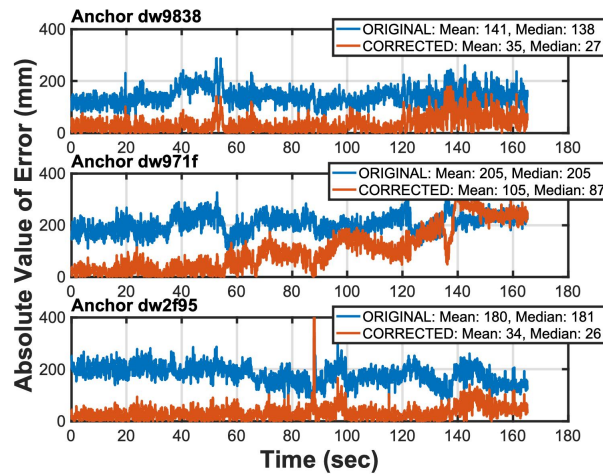 Anchor dw9838
ORIGINAL: Mean: 141, Median: 138
CORRECTED: Mean: 35, Median: 27
400
200
0
0 20 40 60 80 100 120 140 160 180
Anchor dw971f
ORIGINAL: Mean: 205, Median: 205
CORRECTED: Mean: 105, Median: 87
400
200
0
0 20 40 60 80 100 120 140 160 180
Anchor dw2f95
ORIGINAL: Mean: 180, Median: 181
CORRECTED: Mean: 34, Median: 26
400
200
0
0 20 40 60 80 100 120 140 160 180
Absolute Value of Error (mm)
Time (sec)